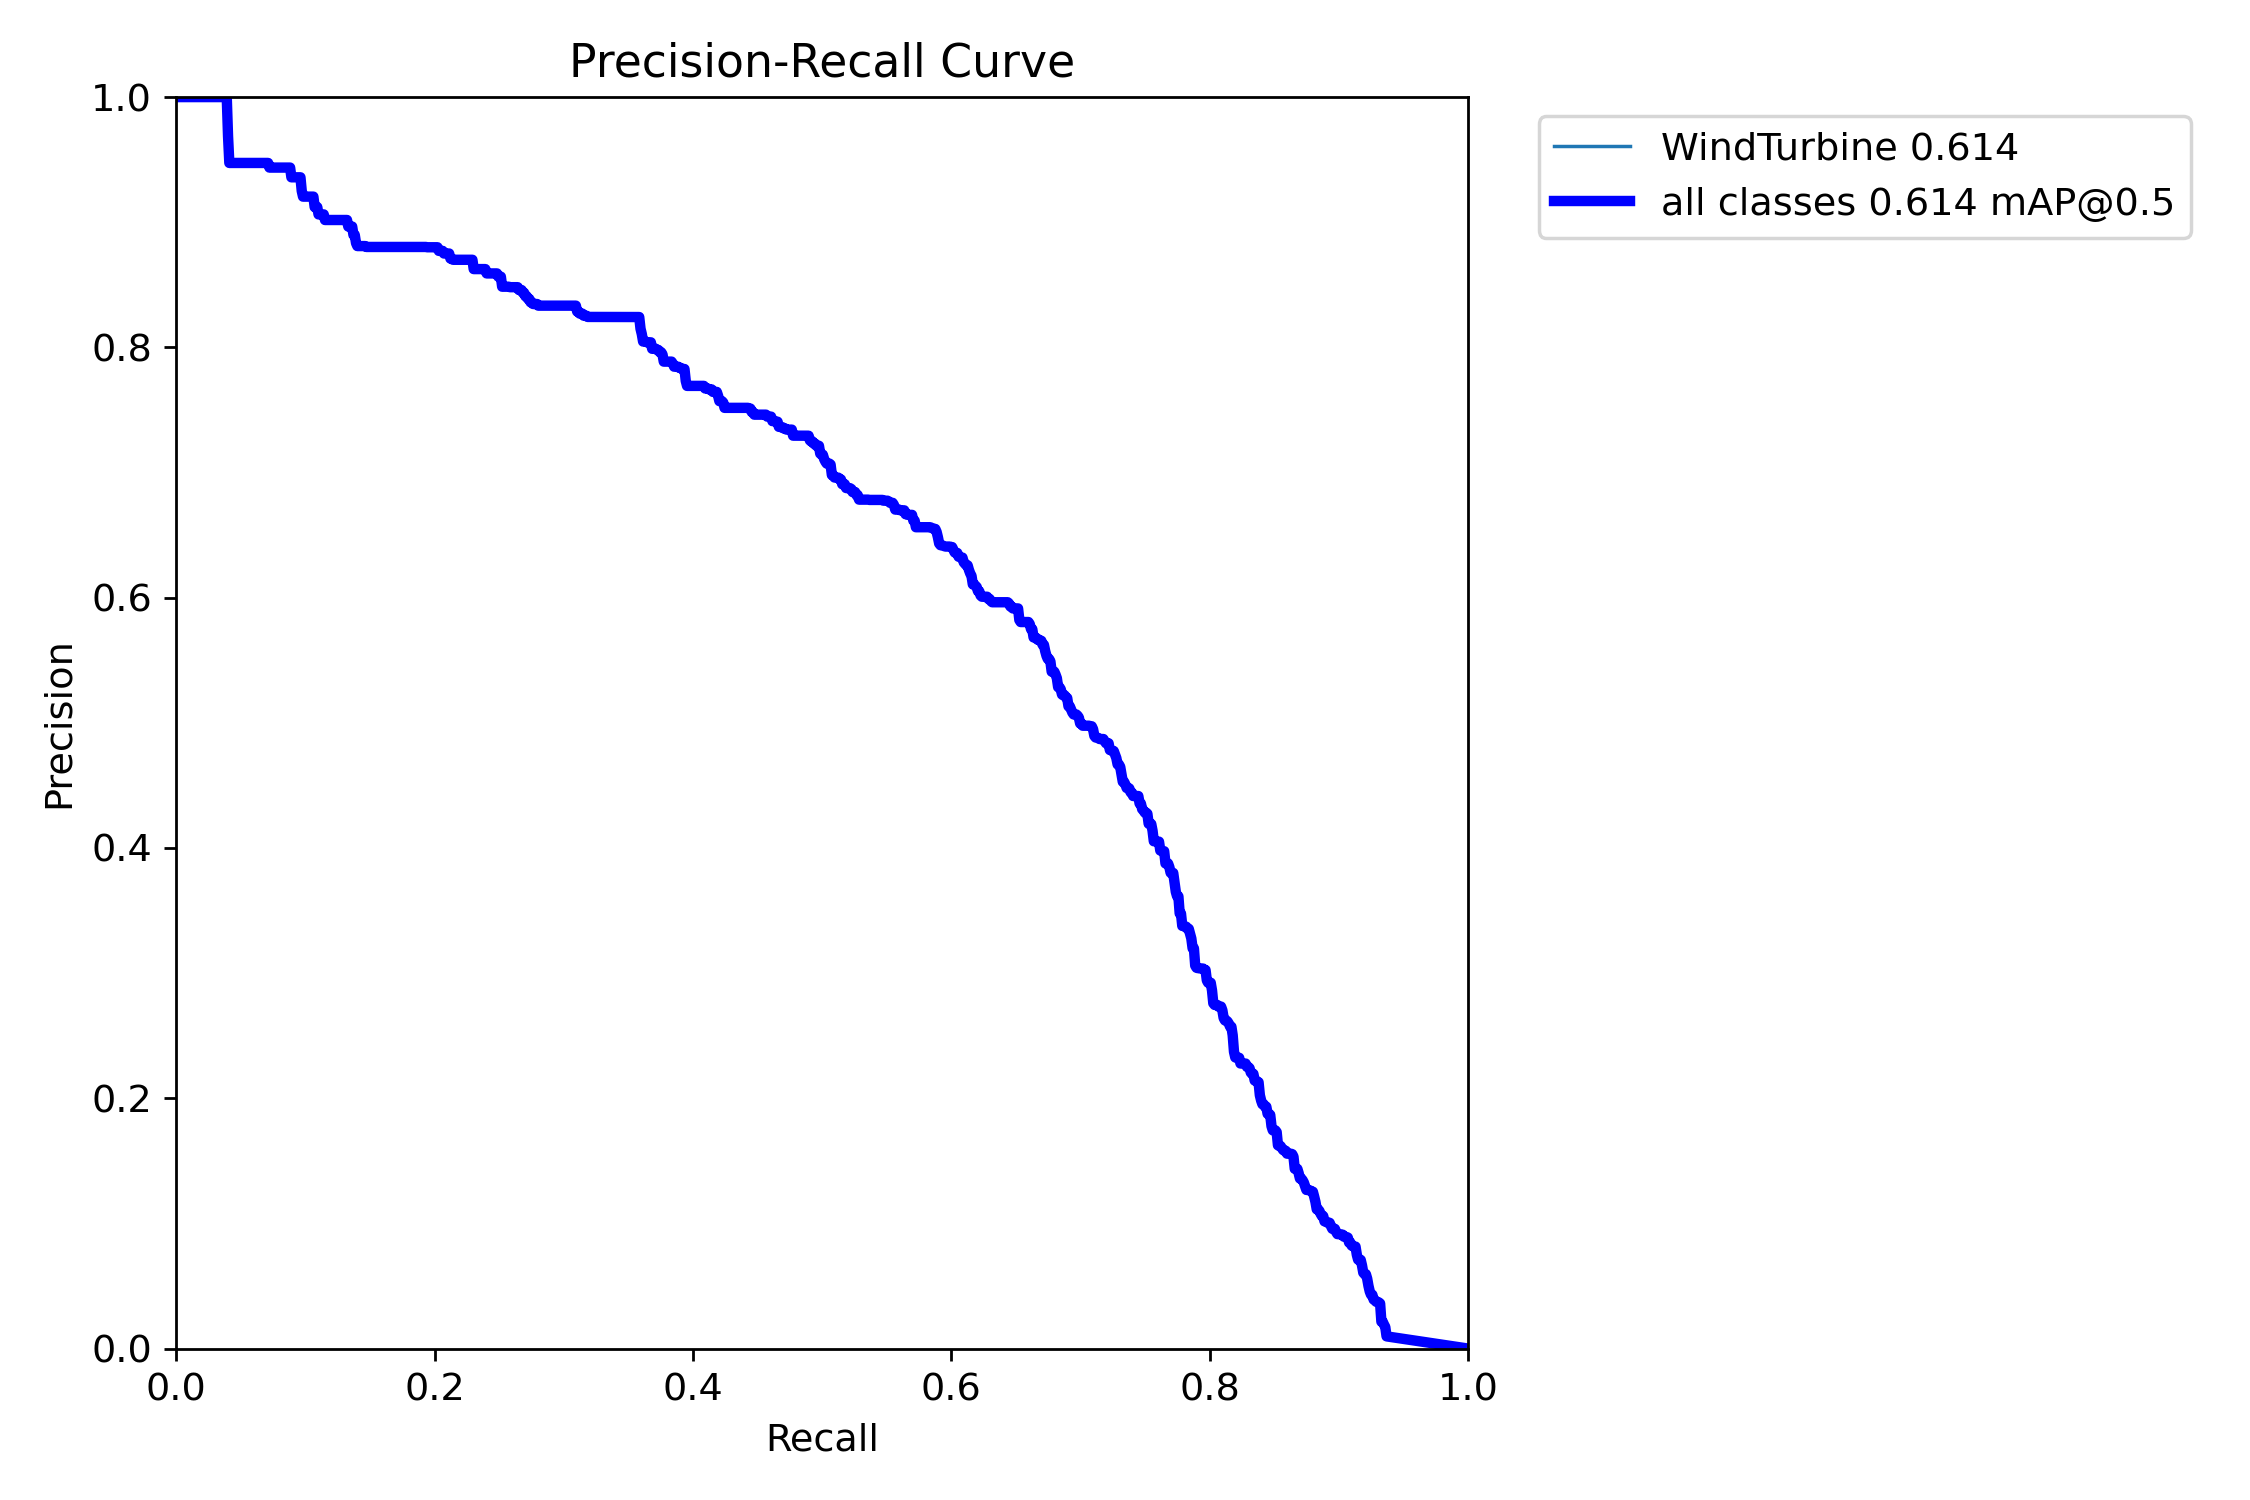 Precision-Recall Curve
WindTurbine 0.614
all classes 0.614 mAP@0.5
1.0
0.8
0.6
0.4
0.2
0.0
Precision
0.0 0.2 0.4 0.6 0.8 1.0
Recall